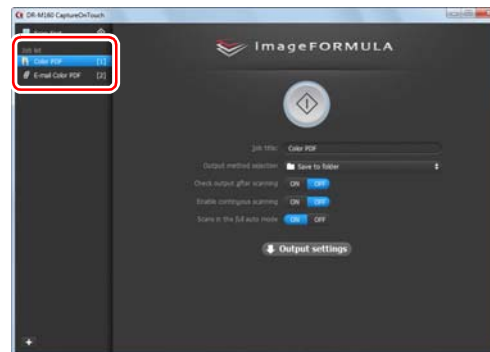 DR-M160 CaptureOnTouch
Job list
Color PDF [1]
E-mail Color PDF [2]
imageFORMULA
Job title: Color PDF
Output method selection: Save to folder
Check output after scanning ON OFF
Enable continuous scanning ON OFF
Scans in the full auto mode ON OFF
Output settings